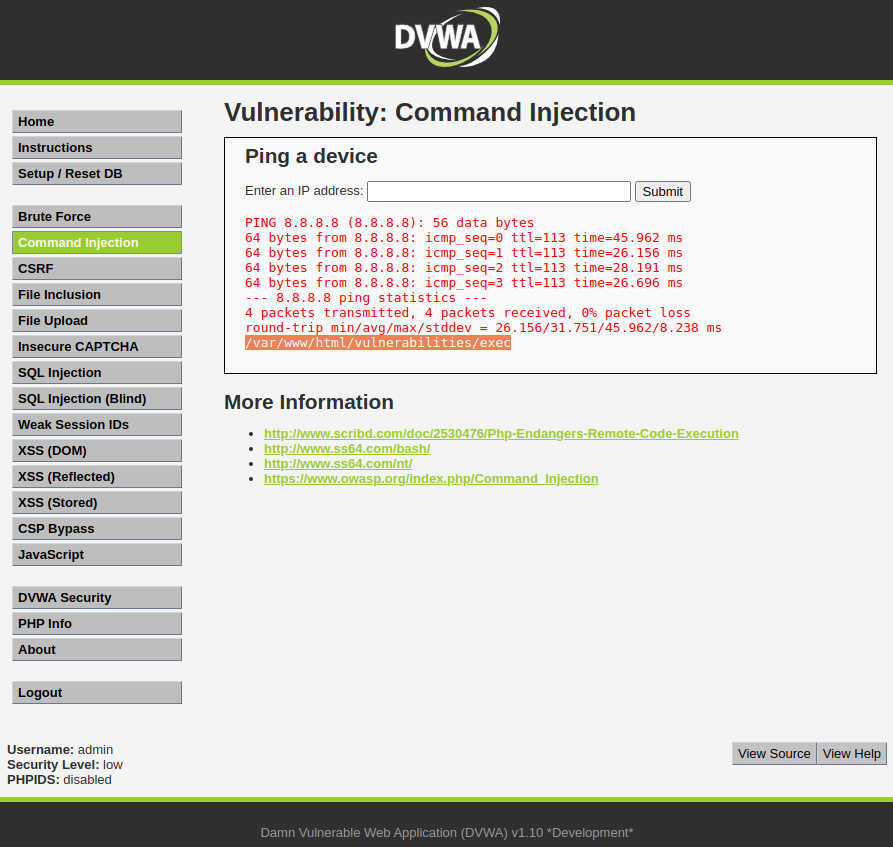 DVWA
Home
Instructions
Setup / Reset DB
Brute Force
Command Injection
CSRF
File Inclusion
File Upload
Insecure CAPTCHA
SQL Injection
SQL Injection (Blind)
Weak Session IDs
XSS (DOM)
XSS (Reflected)
XSS (Stored)
CSP Bypass
JavaScript
DVWA Security
PHP Info
About
Logout
Vulnerability: Command Injection
Ping a device
Enter an IP address: Submit
PING 8.8.8.8 (8.8.8.8): 56 data bytes
64 bytes from 8.8.8.8: icmp_seq=0 ttl=113 time=45.962 ms
64 bytes from 8.8.8.8: icmp_seq=1 ttl=113 time=26.156 ms
64 bytes from 8.8.8.8: icmp_seq=2 ttl=113 time=28.191 ms
64 bytes from 8.8.8.8: icmp_seq=3 ttl=113 time=26.696 ms
--- 8.8.8.8 ping statistics ---
4 packets transmitted, 4 packets received, 0% packet loss
round-trip min/avg/max/stddev = 26.156/31.751/45.962/8.238 ms
/var/www/html/vulnerabilities/exec
More Information
http://www.scribd.com/doc/2530476/Php-Endangers-Remote-Code-Execution
http://www.ss64.com/bash/
http://www.ss64.com/nt/
https://www.owasp.org/index.php/Command_Injection
Username: admin
Security Level: low
PHPIDS: disabled
View Source View Help
Damn Vulnerable Web Application (DVWA) v1.10 *Development*